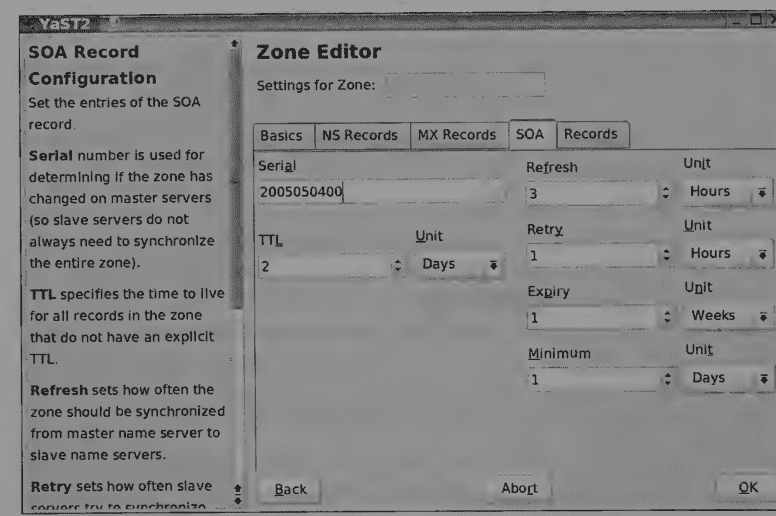 YaST2
SOA Record
Configuration
Set the entries of the SOA
record.
Serial number is used for
determining if the zone has
changed on master servers
(so slave servers do not
always need to synchronize
the entire zone).
TTL specifies the time to live
for all records in the zone
that do not have an explicit
TTL.
Refresh sets how often the
zone should be synchronized
from master name server to
slave name servers.
Retry sets how often slave
servers try to synchronize
Zone Editor
Settings for Zone:
Basics NS Records MX Records SOA Records
Serial
2005050400
TTL Unit
2 Days
Refresh Unit
3 Hours
Retry Unit
1 Hours
Expiry Unit
1 Weeks
Minimum Unit
1 Days
Back Abort OK